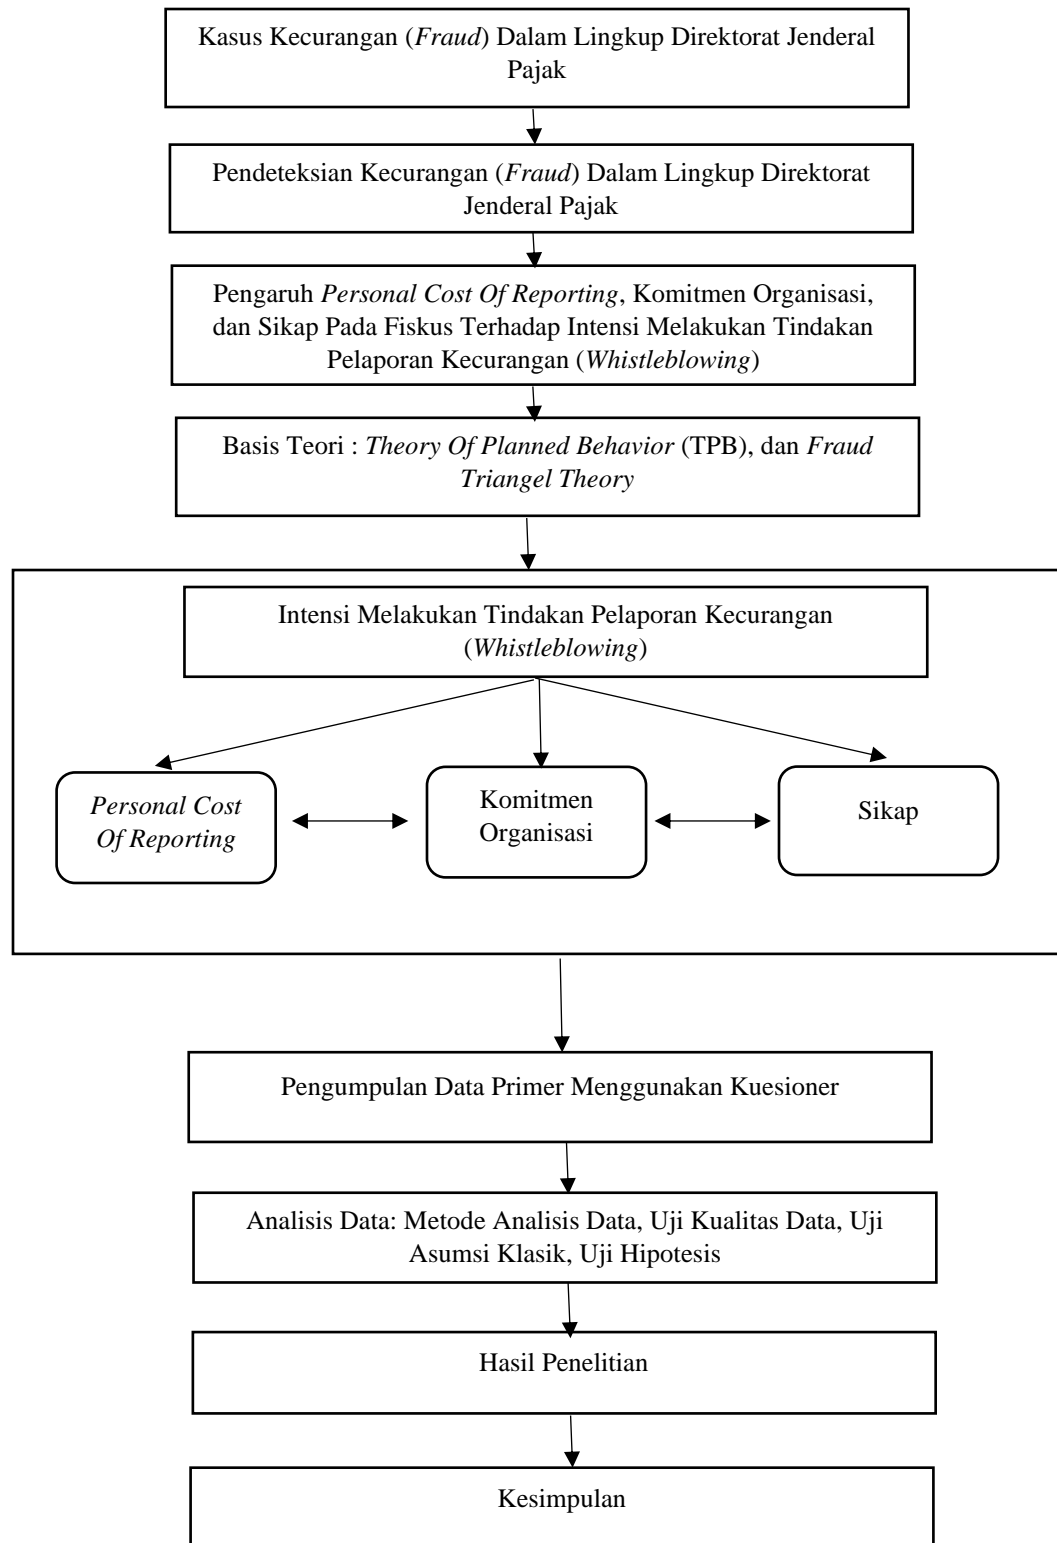 Kasus Kecurangan (Fraud) Dalam Lingkup Direktorat Jenderal
Pajak
Pendeteksian Kecurangan (Fraud) Dalam Lingkup Direktorat
Jenderal Pajak
Pengaruh Personal Cost Of Reporting, Komitmen Organisasi,
dan Sikap Pada Fiskus Terhadap Intensi Melakukan Tindakan
Pelaporan Kecurangan (Whistleblowing)
Basis Teori : Theory Of Planned Behavior (TPB), dan Fraud
Triangel Theory
Intensi Melakukan Tindakan Pelaporan Kecurangan
(Whistleblowing)
Personal Cost
Of Reporting
Komitmen
Organisasi
Sikap
Pengumpulan Data Primer Menggunakan Kuesioner
Analisis Data: Metode Analisis Data, Uji Kualitas Data, Uji
Asumsi Klasik, Uji Hipotesis
Hasil Penelitian
Kesimpulan